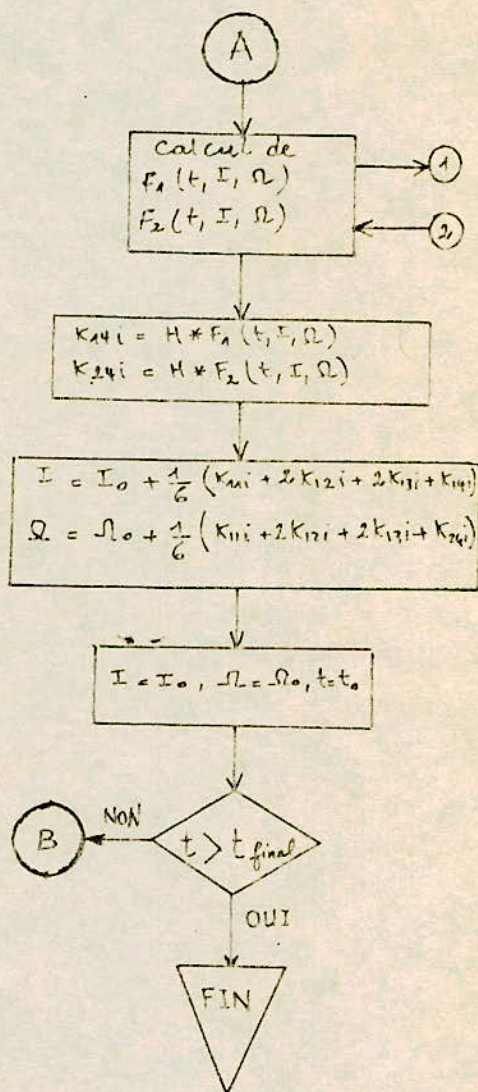 A
calcul de
F₁(t, I, Ω)
F₂(t, I, Ω)
1
2
K₁₄i = H * F₁(t, I, Ω)
K₂₄i = H * F₂(t, I, Ω)
I = I₀ + 1/6 (K₁₁i + 2K₁₂i + 2K₁₃i + K₁₄i)
Ω = Ω₀ + 1/6 (K₁₁i + 2K₁₂i + 2K₁₃i + K₂₄i)
I = I₀, Ω = Ω₀, t = t₀
B
NON
t > t final
OUI
FIN